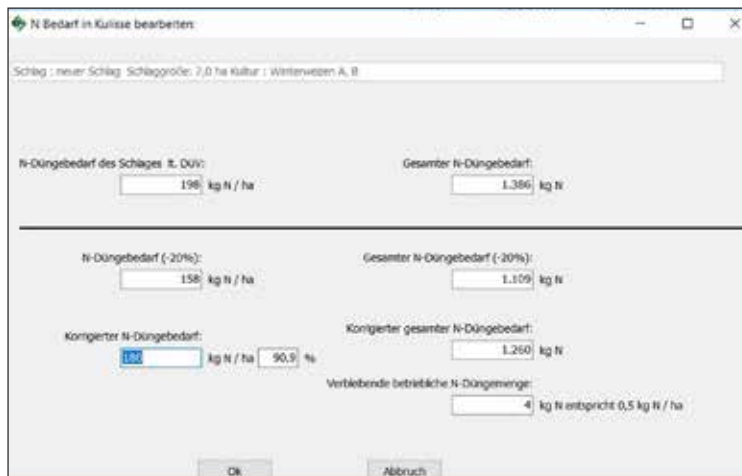 N Bedarf in Kulisse bearbeiten
Schlag : neuer Schlag Schlaggröße: 7,0 ha Kultur : Winterweizen A, B
N-Düngebedarf des Schlages lt. DüV:
198 kg N / ha
Gesamter N-Düngebedarf:
1.386 kg N
N-Düngebedarf (-20%):
158 kg N / ha
Gesamter N-Düngebedarf (-20%):
1.109 kg N
Korrigierter N-Düngebedarf:
180 kg N / ha 90,9 %
Korrigierter gesamter N-Düngebedarf:
1.260 kg N
Verbleibende betriebliche N-Düngemenge:
4 kg N entspricht 0,5 kg N / ha
Ok
Abbruch